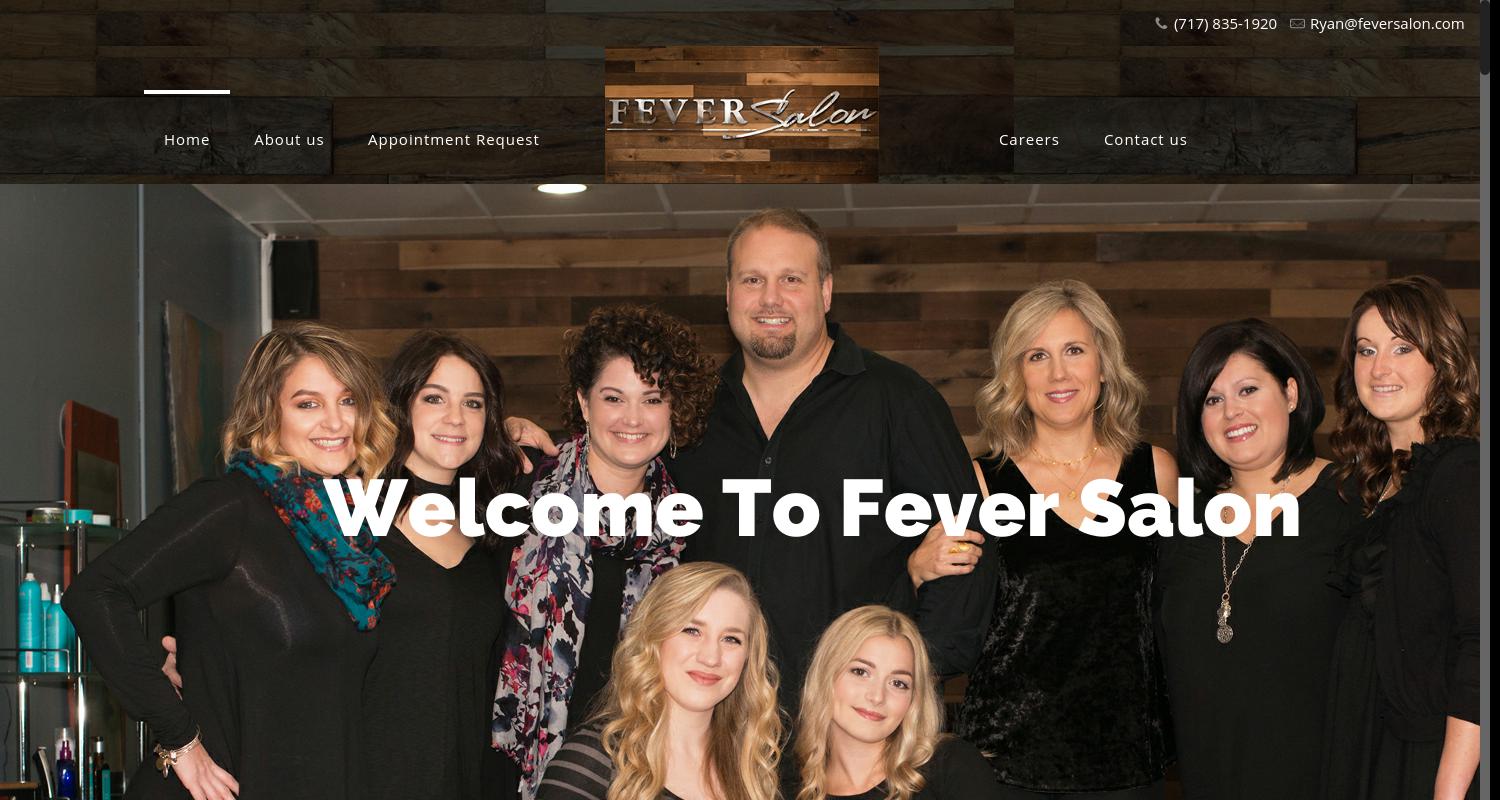 (717) 835-1920 Ryan@feversalon.com
FEVER Salon
Home About us Appointment Request Careers Contact us
Welcome To Fever Salon